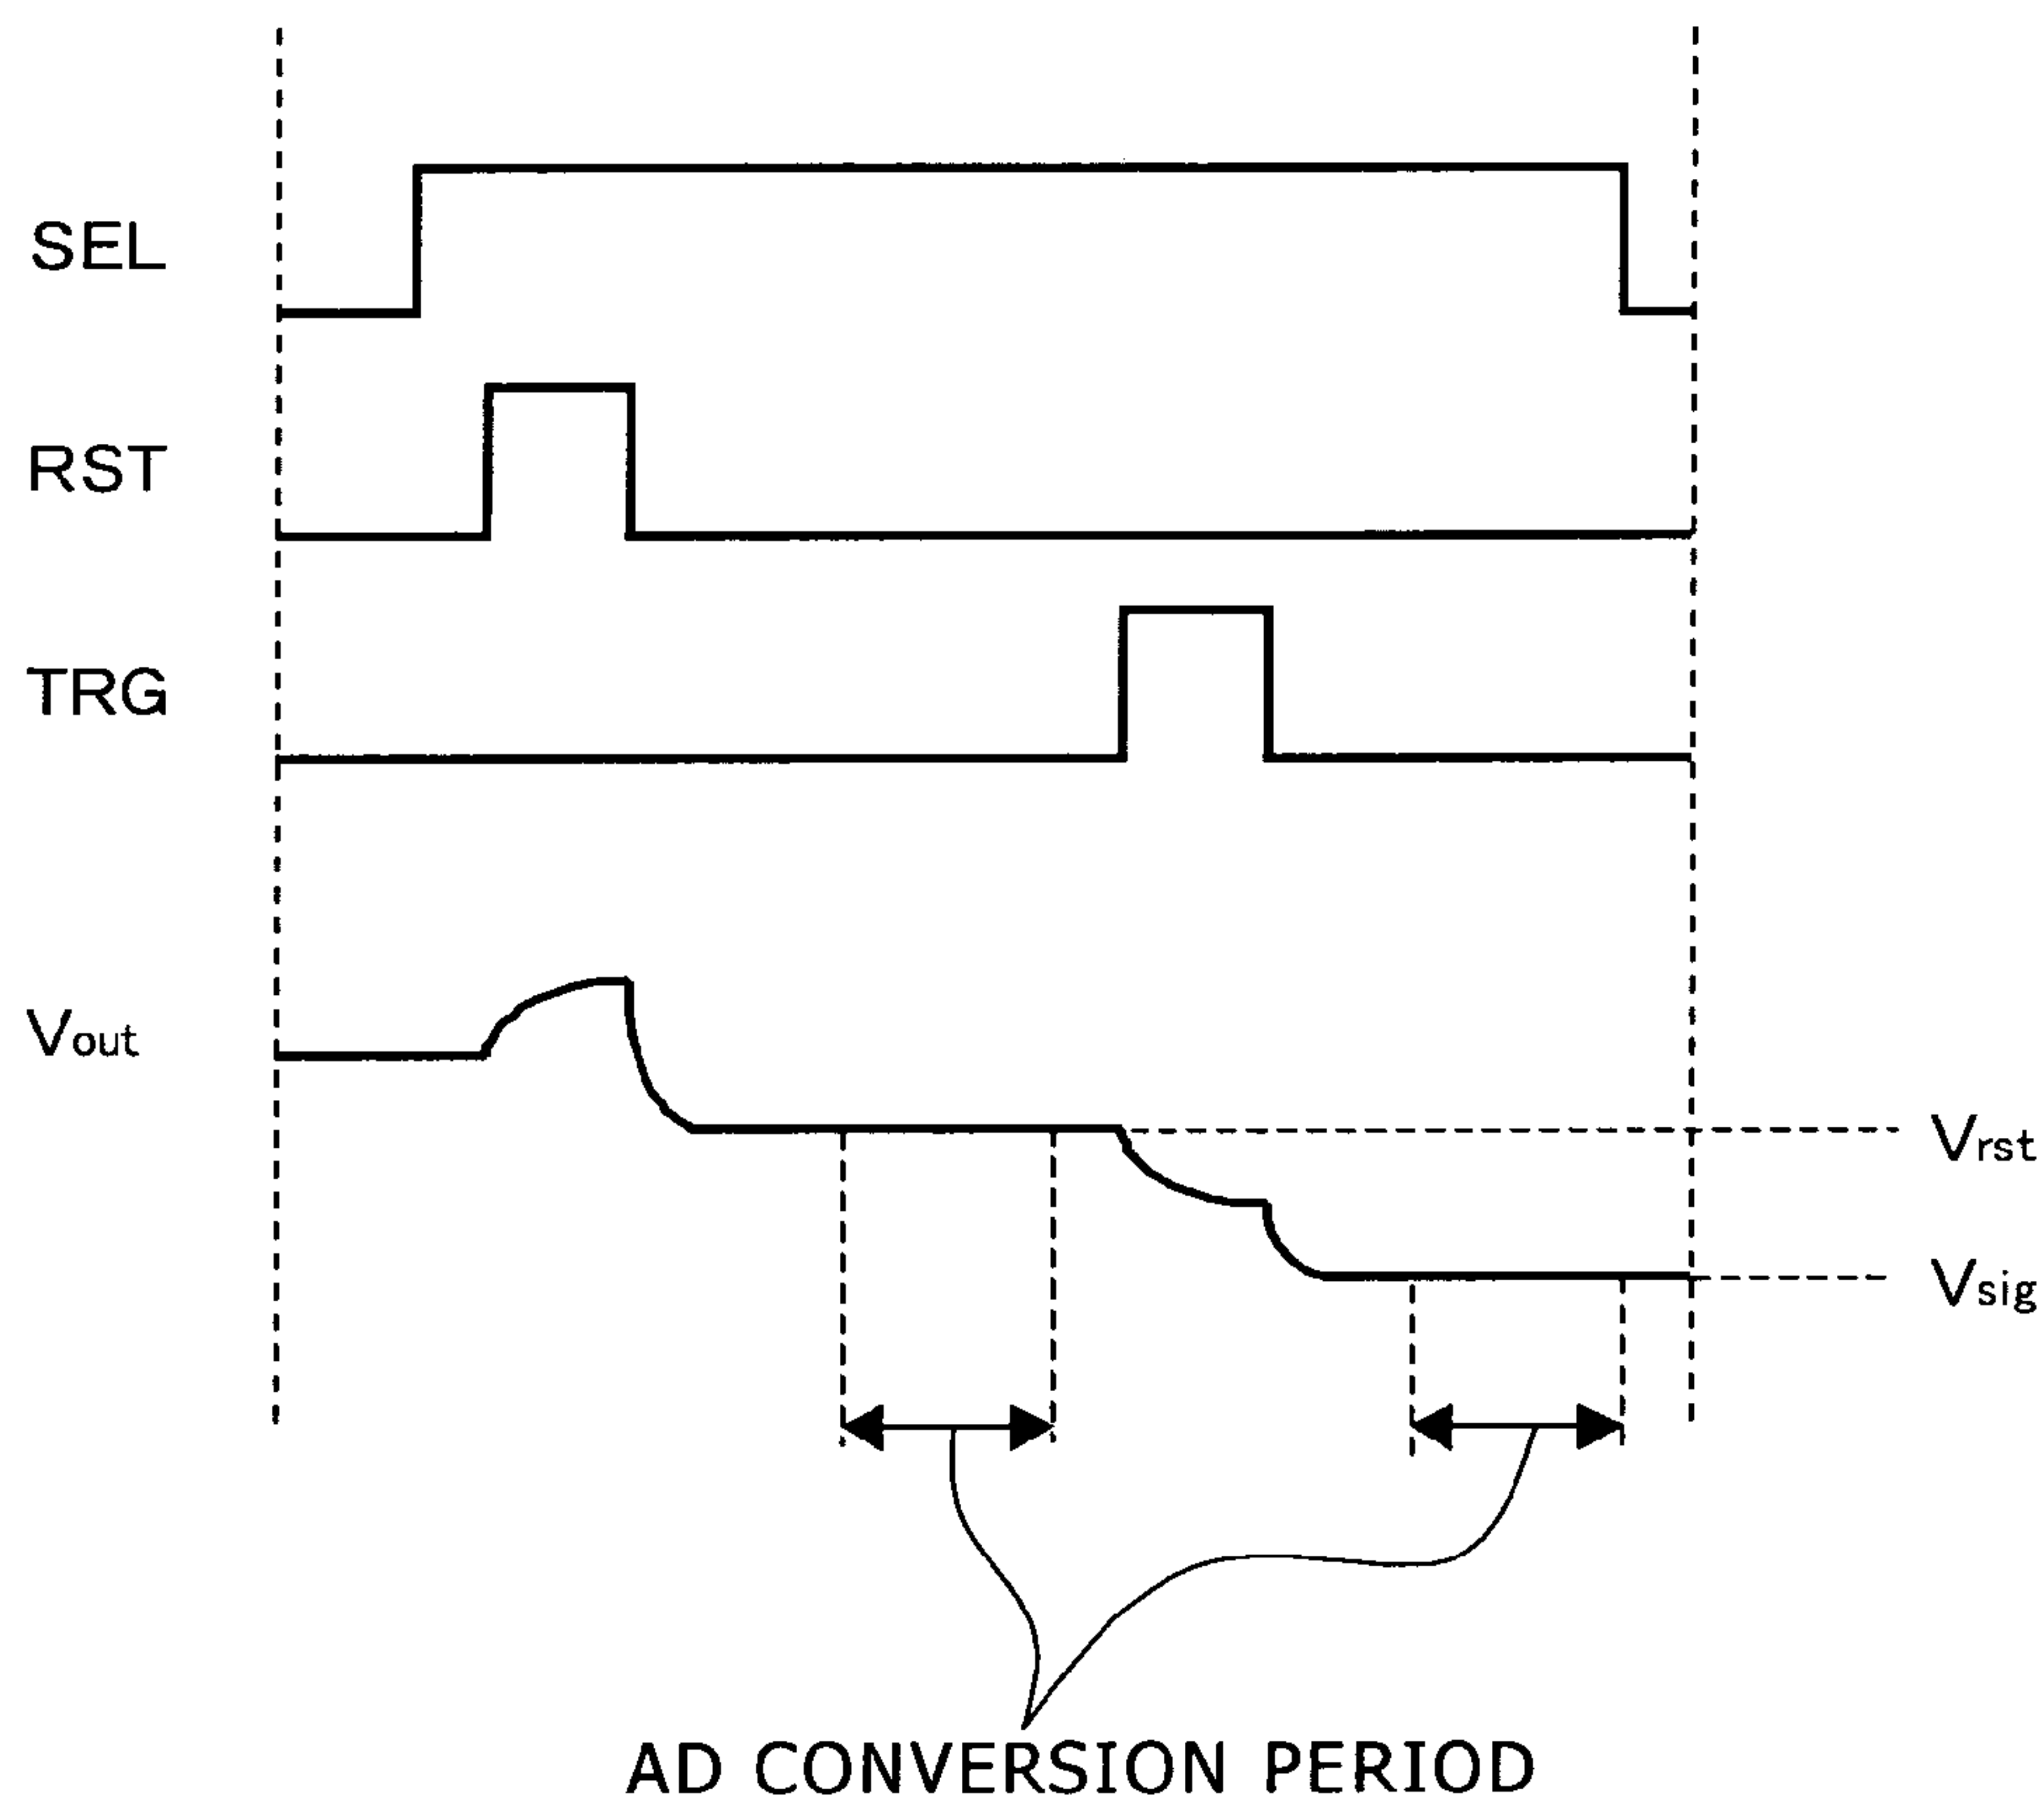 SEL
RST
TRG
Vout
Vrst
Vsig
AD CONVERSION PERIOD